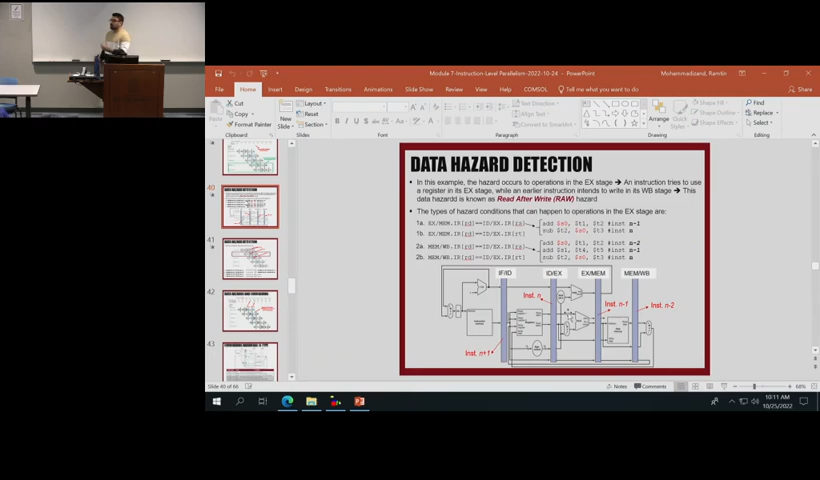 Module 7-Instruction-Level Parallelism-2022-10-24 - PowerPoint
Mohammadizand, Ramtin
File
Home
Insert
Design
Transitions
Animations
Slide Show
Review
View
Help
COMSOL
Tell me what you want to do
Share
Cut
Copy
Format Painter
Clipboard
New
Slide
Layout
Reset
Section
Slides
Font
Text Direction
Align Text
Convert to SmartArt
Paragraph
Arrange
Quick
Styles
Shape Fill
Shape Outline
Shape Effects
Drawing
Find
Replace
Select
Editing
40
41
42
43
DATA HAZARD DETECTION
In this example, the hazard occurs to operations in the EX stage ➔ An instruction tries to use
a register in its EX stage, while an earlier instruction intends to write in its WB stage ➔ This
data hazardd is known as Read After Write (RAW) hazard
The types of hazard conditions that can happen to operations in the EX stage are:
1a. EX/MEM.IR[rd]==ID/EX.IR[rs]
add $s0, $t1, $t2 #inst n-1
1b. EX/MEM.IR[rd]==ID/EX.IR[rt]
sub $t2, $s0, $t3 #inst n
2a. MEM/WB.IR[rd]==ID/EX.IR[rs]
add $s0, $t1, $t2 #inst n-2
add $s1, $t4, $t5 #inst n-1
2b. MEM/WB.IR[rd]==ID/EX.IR[rt]
sub $t2, $s0, $t3 #inst n
IF/ID
ID/EX
EX/MEM
MEM/WB
Inst. n
Inst. n-1
Inst. n-2
Inst. n+1
Slide 40 of 66
Notes
Comments
68%
10:11 AM
10/25/2022